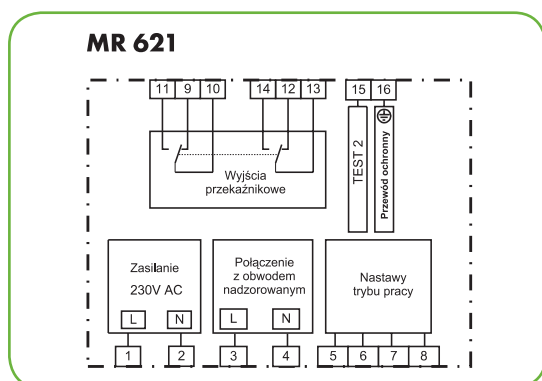 MR 621
11 9 10 14 12 13 15 16
Wyjścia
przekaźnikowe
TEST 2
Przewód ochronny
Zasilanie
230V AC
L N
Połączenie
z obwodem
nadzorowanym
L N
Nastawy
trybu pracy
1 2 3 4 5 6 7 8